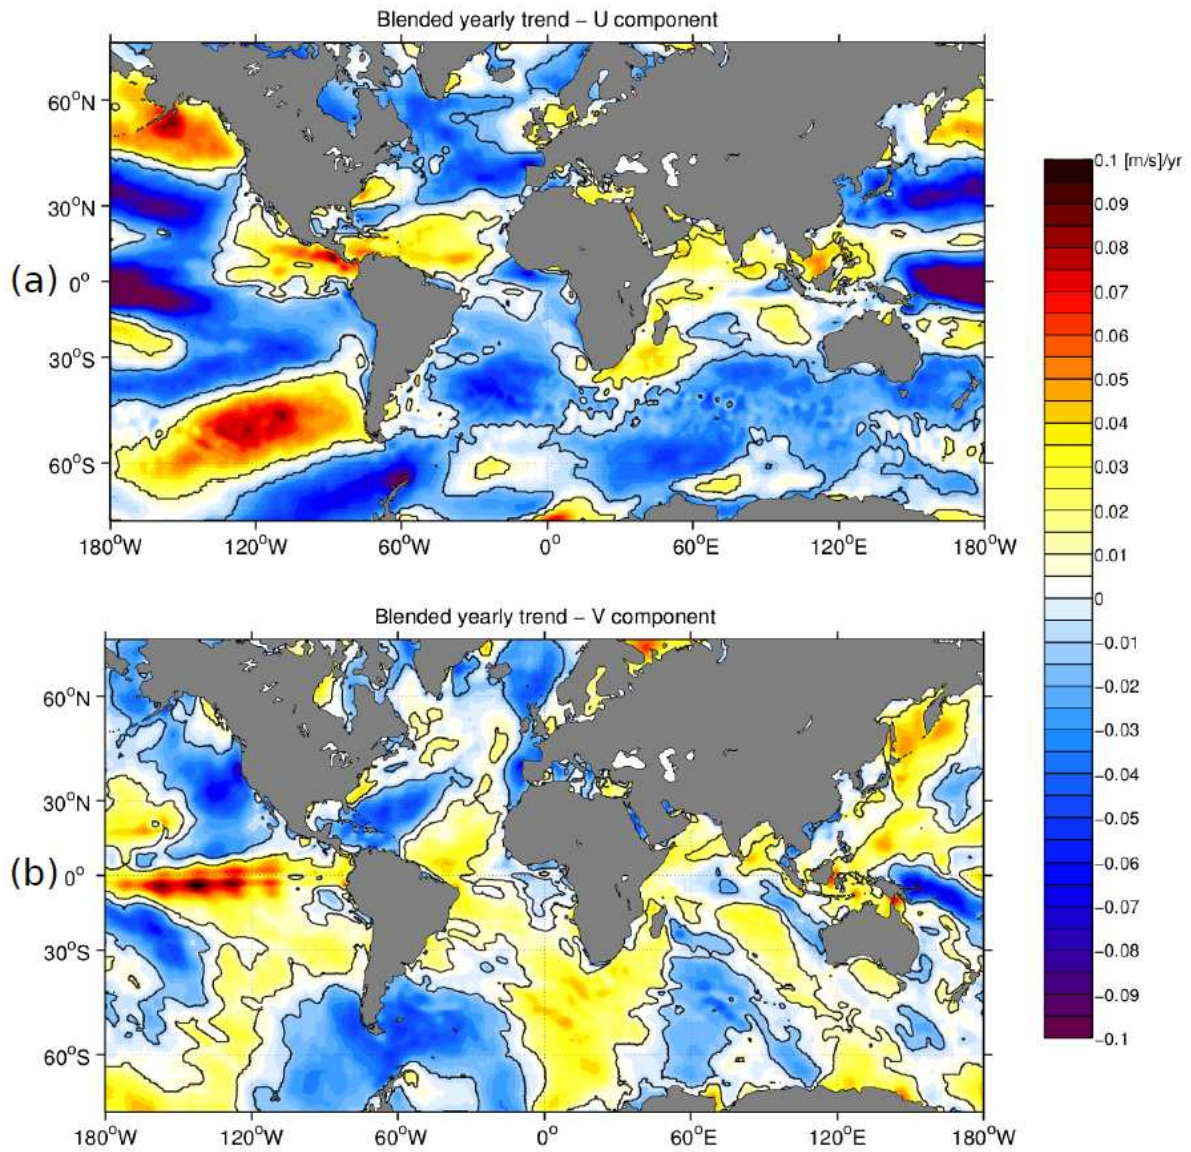 Blended yearly trend − U component
(a)
60°N
30°N
0°
30°S
60°S
180°W 120°W 60°W 0° 60°E 120°E 180°W
0.1 [m/s]/yr
0.09
0.08
0.07
0.06
0.05
0.04
0.03
0.02
0.01
0
−0.01
−0.02
−0.03
−0.04
−0.05
−0.06
−0.07
−0.08
−0.09
−0.1
Blended yearly trend − V component
(b)
60°N
30°N
0°
30°S
60°S
180°W 120°W 60°W 0° 60°E 120°E 180°W